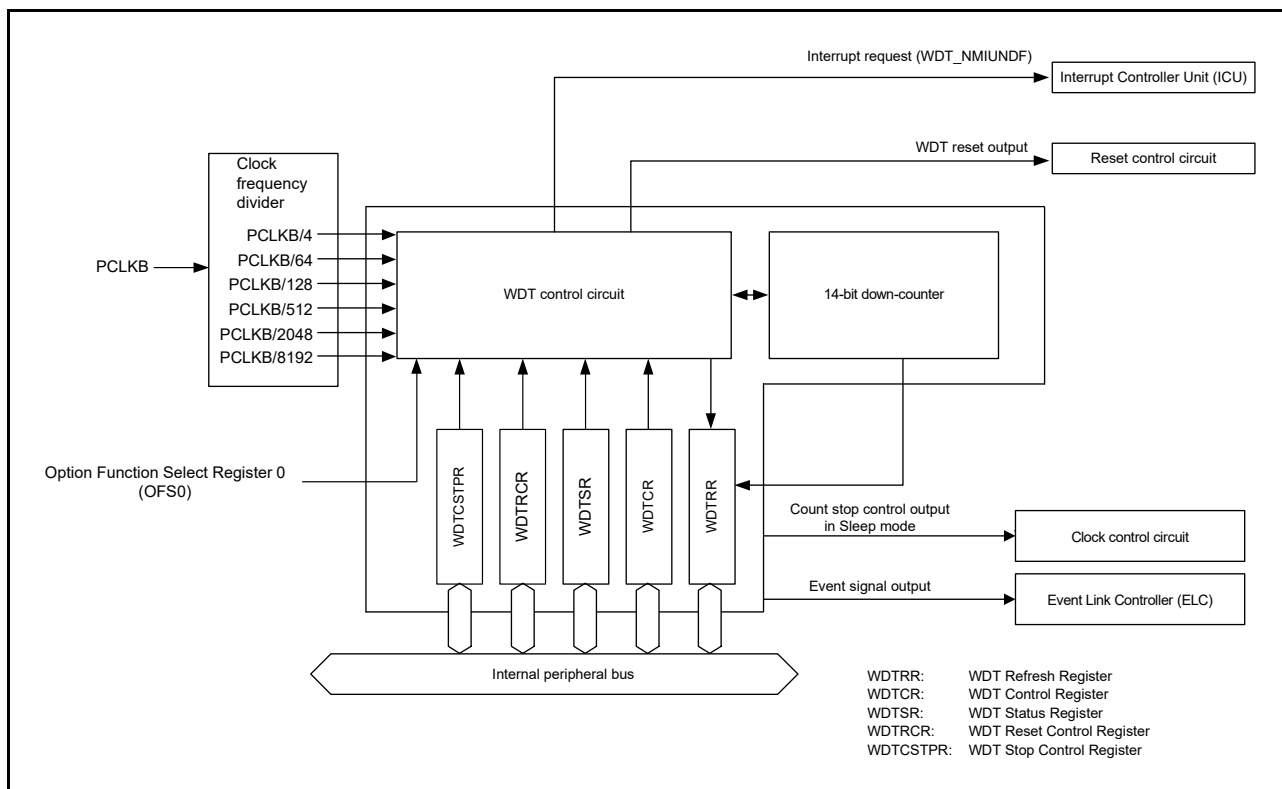 Interrupt request (WDT_NMIUNDF)
Interrupt Controller Unit (ICU)
WDT reset output
Reset control circuit
Clock
frequency
divider
PCLKB
PCLKB/4
PCLKB/64
PCLKB/128
PCLKB/512
PCLKB/2048
PCLKB/8192
WDT control circuit
14-bit down-counter
Option Function Select Register 0
(OFS0)
WDTCSTPR
WDTRCR
WDTSR
WDTCR
WDTRR
Count stop control output
in Sleep mode
Clock control circuit
Event signal output
Event Link Controller (ELC)
Internal peripheral bus
WDTRR: WDT Refresh Register
WDTCR: WDT Control Register
WDTSR: WDT Status Register
WDTRCR: WDT Reset Control Register
WDTCSTPR: WDT Stop Control Register